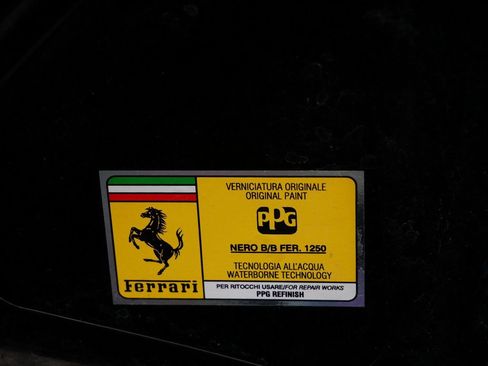 Ferrari
VERNICIATURA ORIGINALE
ORIGINAL PAINT
PPG
NERO B/B FER. 1250
TECNOLOGIA ALL'ACQUA
WATERBORNE TECHNOLOGY
PER RITOCCHI USARE/FOR REPAIR WORKS
PPG REFINISH